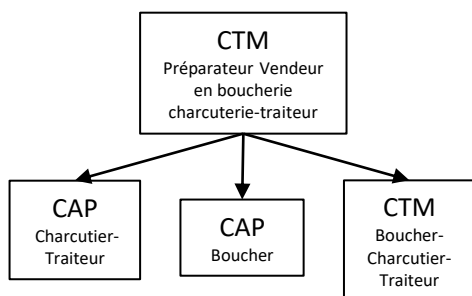 CTM
Préparateur Vendeur
en boucherie
charcuterie-traiteur
CAP
Charcutier-
Traiteur
CAP
Boucher
CTM
Boucher-
Charcutier-
Traiteur